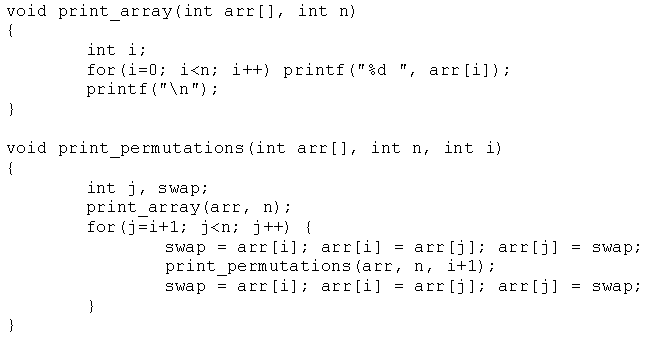 void print_array(int arr[], int n)
{
        int i;
        for(i=0; i<n; i++) printf("%d ", arr[i]);
        printf("\n");
}

void print_permutations(int arr[], int n, int i)
{
        int j, swap;
        print_array(arr, n);
        for(j=i+1; j<n; j++) {
                swap = arr[i]; arr[i] = arr[j]; arr[j] = swap;
                print_permutations(arr, n, i+1);
                swap = arr[i]; arr[i] = arr[j]; arr[j] = swap;
        }
}